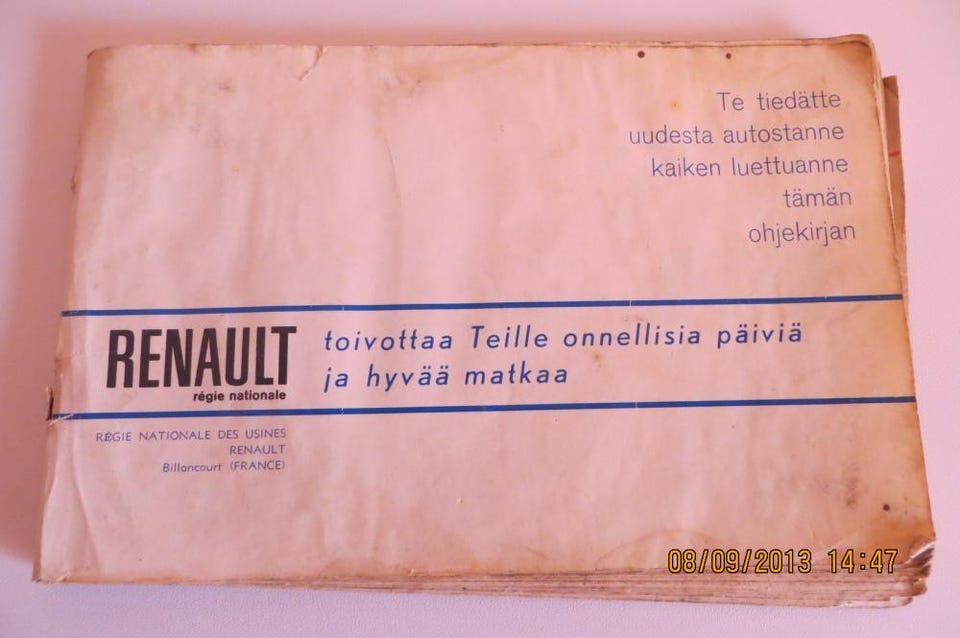 Te tiedätte
uudesta autostanne
kaiken luettuanne
tämän
ohjekirjan
RENAULT
régie nationale
toivottaa Teille onnellisia päiviä
ja hyvää matkaa
RÉGIE NATIONALE DES USINES
RENAULT
Billancourt (FRANCE)
08/09/2013 14:47